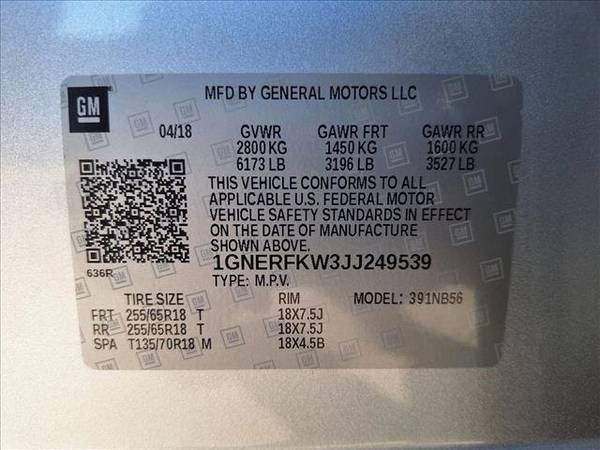 GM
MFD BY GENERAL MOTORS LLC
04/18 GVWR GAWR FRT GAWR RR
2800 KG 1450 KG 1600 KG
6173 LB 3196 LB 3527 LB
THIS VEHICLE CONFORMS TO ALL
APPLICABLE U.S. FEDERAL MOTOR
VEHICLE SAFETY STANDARDS IN EFFECT
ON THE DATE OF MANUFACTURE
SHOWN ABOVE.
636R
1GNERFKW3JJ249539
TYPE: M.P.V.
TIRE SIZE RIM MODEL: 391NB56
FRT 255/65R18 T 18X7.5J
RR 255/65R18 T 18X7.5J
SPA T135/70R18 M 18X4.5B